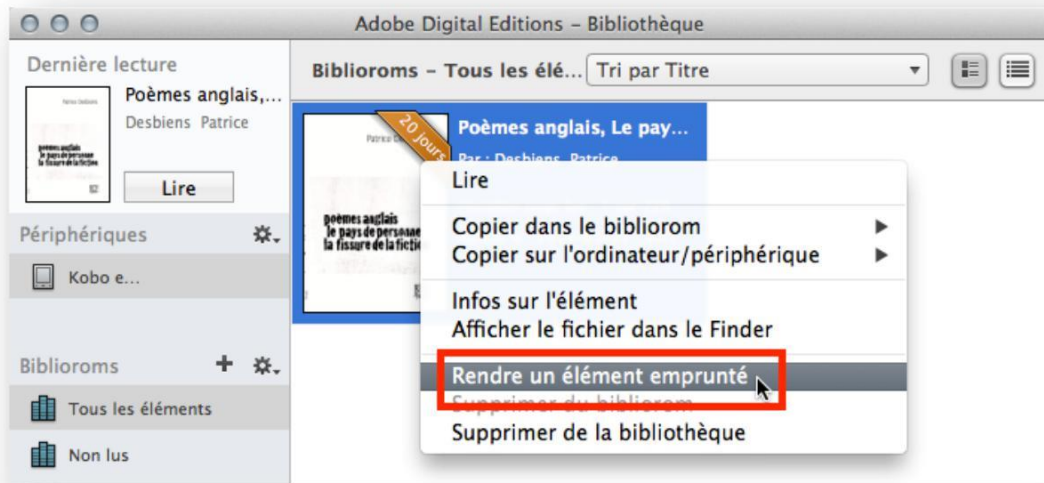 Adobe Digital Editions – Bibliothèque
Dernière lecture
Poèmes anglais,...
Desbiens Patrice
Lire
Périphériques
Kobo e...
Biblioroms
Tous les éléments
Non lus
Biblioroms – Tous les élé...
Tri par Titre
20 jours
Patrice
poèmes anglais
le pays de personne
la fissure de la fictio
Poèmes anglais, Le pay...
Par : Desbiens Patrice
Lire
Copier dans le bibliorom
Copier sur l'ordinateur/périphérique
Infos sur l'élément
Afficher le fichier dans le Finder
Rendre un élément emprunté
Supprimer du bibliorom
Supprimer de la bibliothèque